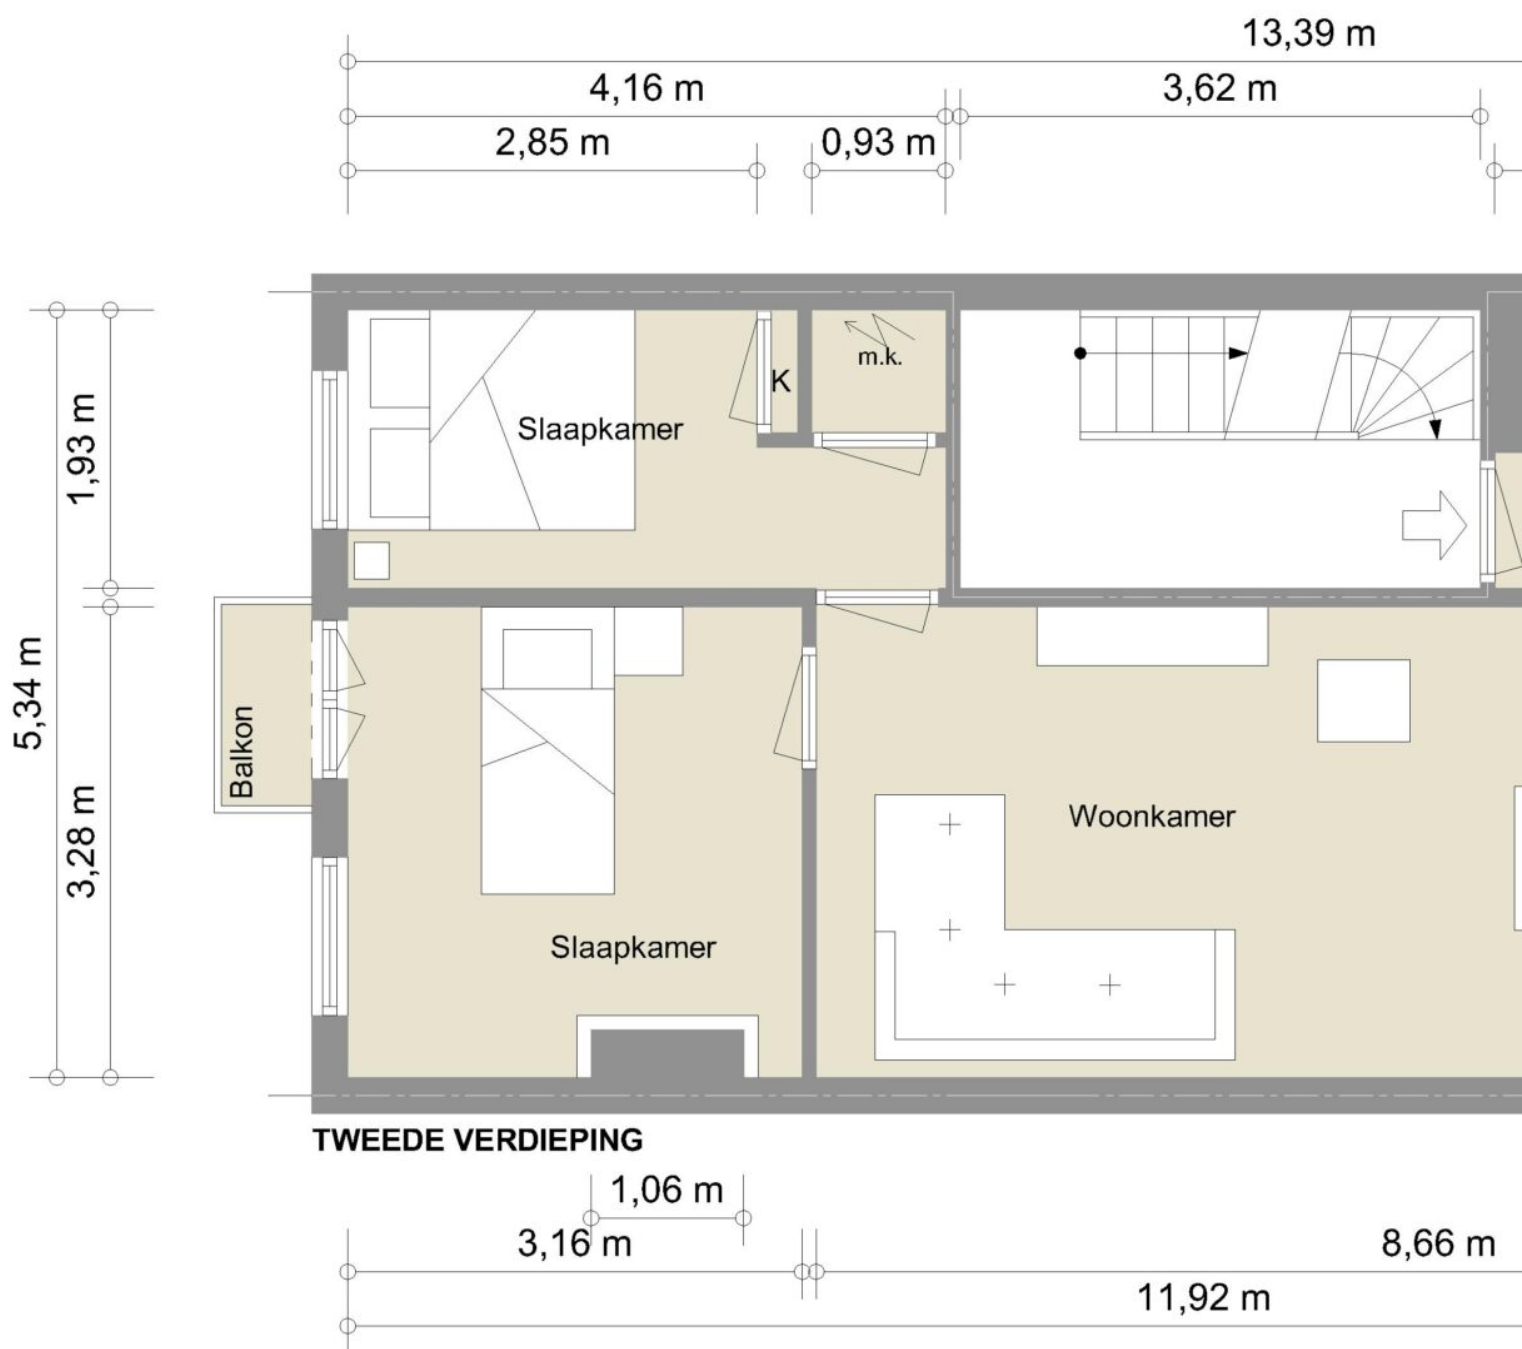 13,39 m
4,16 m
3,62 m
2,85 m
0,93 m
m.k.
K
Slaapkamer
1,93 m
5,34 m
3,28 m
Balkon
Woonkamer
Slaapkamer
TWEEDE VERDIEPING
1,06 m
3,16 m
8,66 m
11,92 m